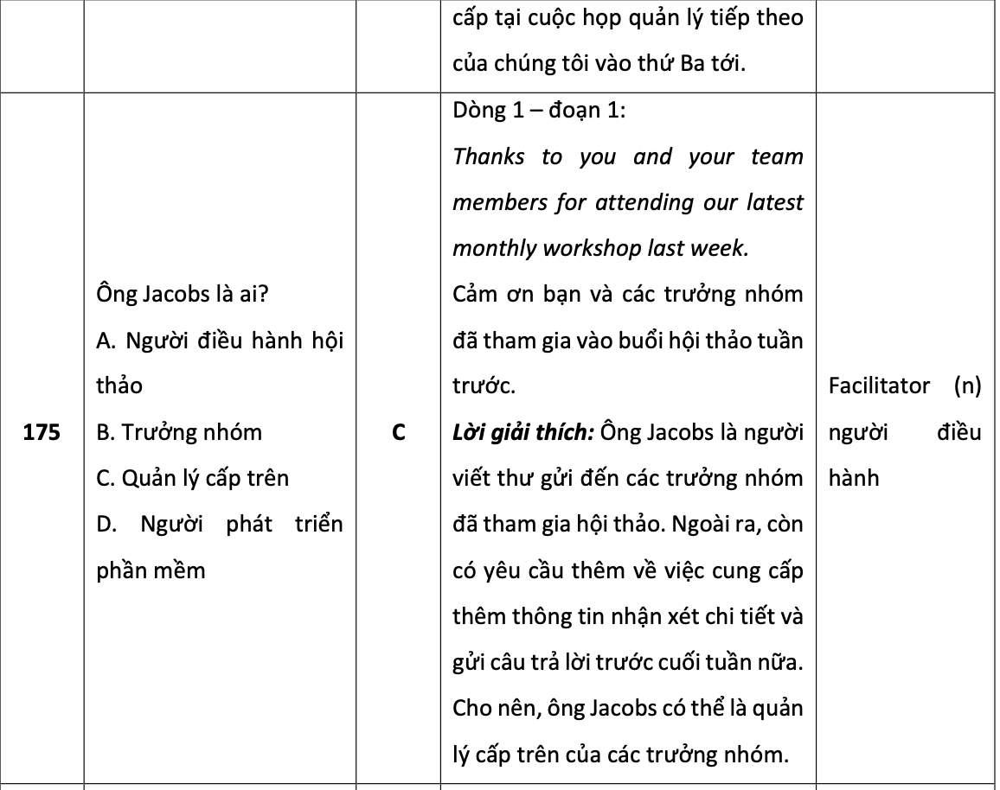 cấp tại cuộc họp quản lý tiếp theo
của chúng tôi vào thứ Ba tới.
175
Ông Jacobs là ai?
A. Người điều hành hội
thảo
B. Trưởng nhóm
C. Quản lý cấp trên
D. Người phát triển
phần mềm
C
Dòng 1 – đoạn 1:
Thanks to you and your team
members for attending our latest
monthly workshop last week.
Cảm ơn bạn và các trưởng nhóm
đã tham gia vào buổi hội thảo tuần
trước.
Lời giải thích: Ông Jacobs là người
viết thư gửi đến các trưởng nhóm
đã tham gia hội thảo. Ngoài ra, còn
có yêu cầu thêm về việc cung cấp
thêm thông tin nhận xét chi tiết và
gửi câu trả lời trước cuối tuần nữa.
Cho nên, ông Jacobs có thể là quản
lý cấp trên của các trưởng nhóm.
Facilitator (n)
người điều
hành